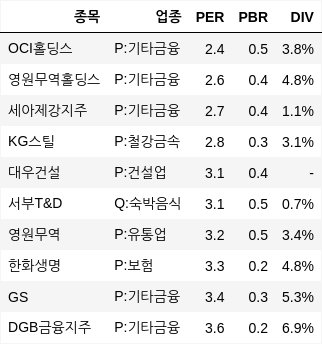 종목 업종 PER PBR DIV
OCI홀딩스 P:기타금융 2.4 0.5 3.8%
영원무역홀딩스 P:기타금융 2.6 0.4 4.8%
세아제강지주 P:기타금융 2.7 0.4 1.1%
KG스틸 P:철강금속 2.8 0.3 3.1%
대우건설 P:건설업 3.1 0.4 -
서부T&D Q:숙박음식 3.1 0.5 0.7%
영원무역 P:유통업 3.2 0.5 3.4%
한화생명 P:보험 3.3 0.2 4.8%
GS P:기타금융 3.4 0.3 5.3%
DGB금융지주 P:기타금융 3.6 0.2 6.9%